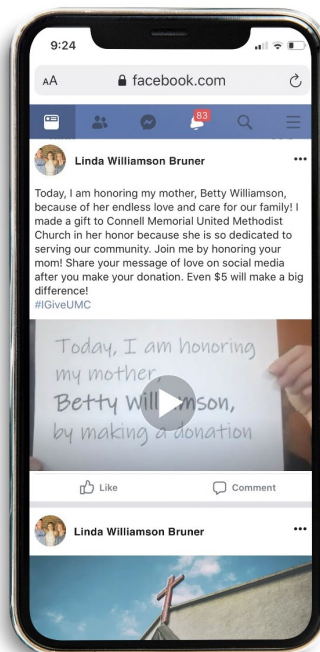 9:24
AA facebook.com
83
Linda Williamson Bruner
Today, I am honoring my mother, Betty Williamson,
because of her endless love and care for our family! I
made a gift to Connell Memorial United Methodist
Church in her honor because she is so dedicated to
serving our community. Join me by honoring your
mom! Share your message of love on social media
after you make your donation. Even $5 will make a big
difference!
#IGiveUMC
Today, I am honoring
my mother,
Betty Williamson,
by making a donation
Like Comment
Linda Williamson Bruner